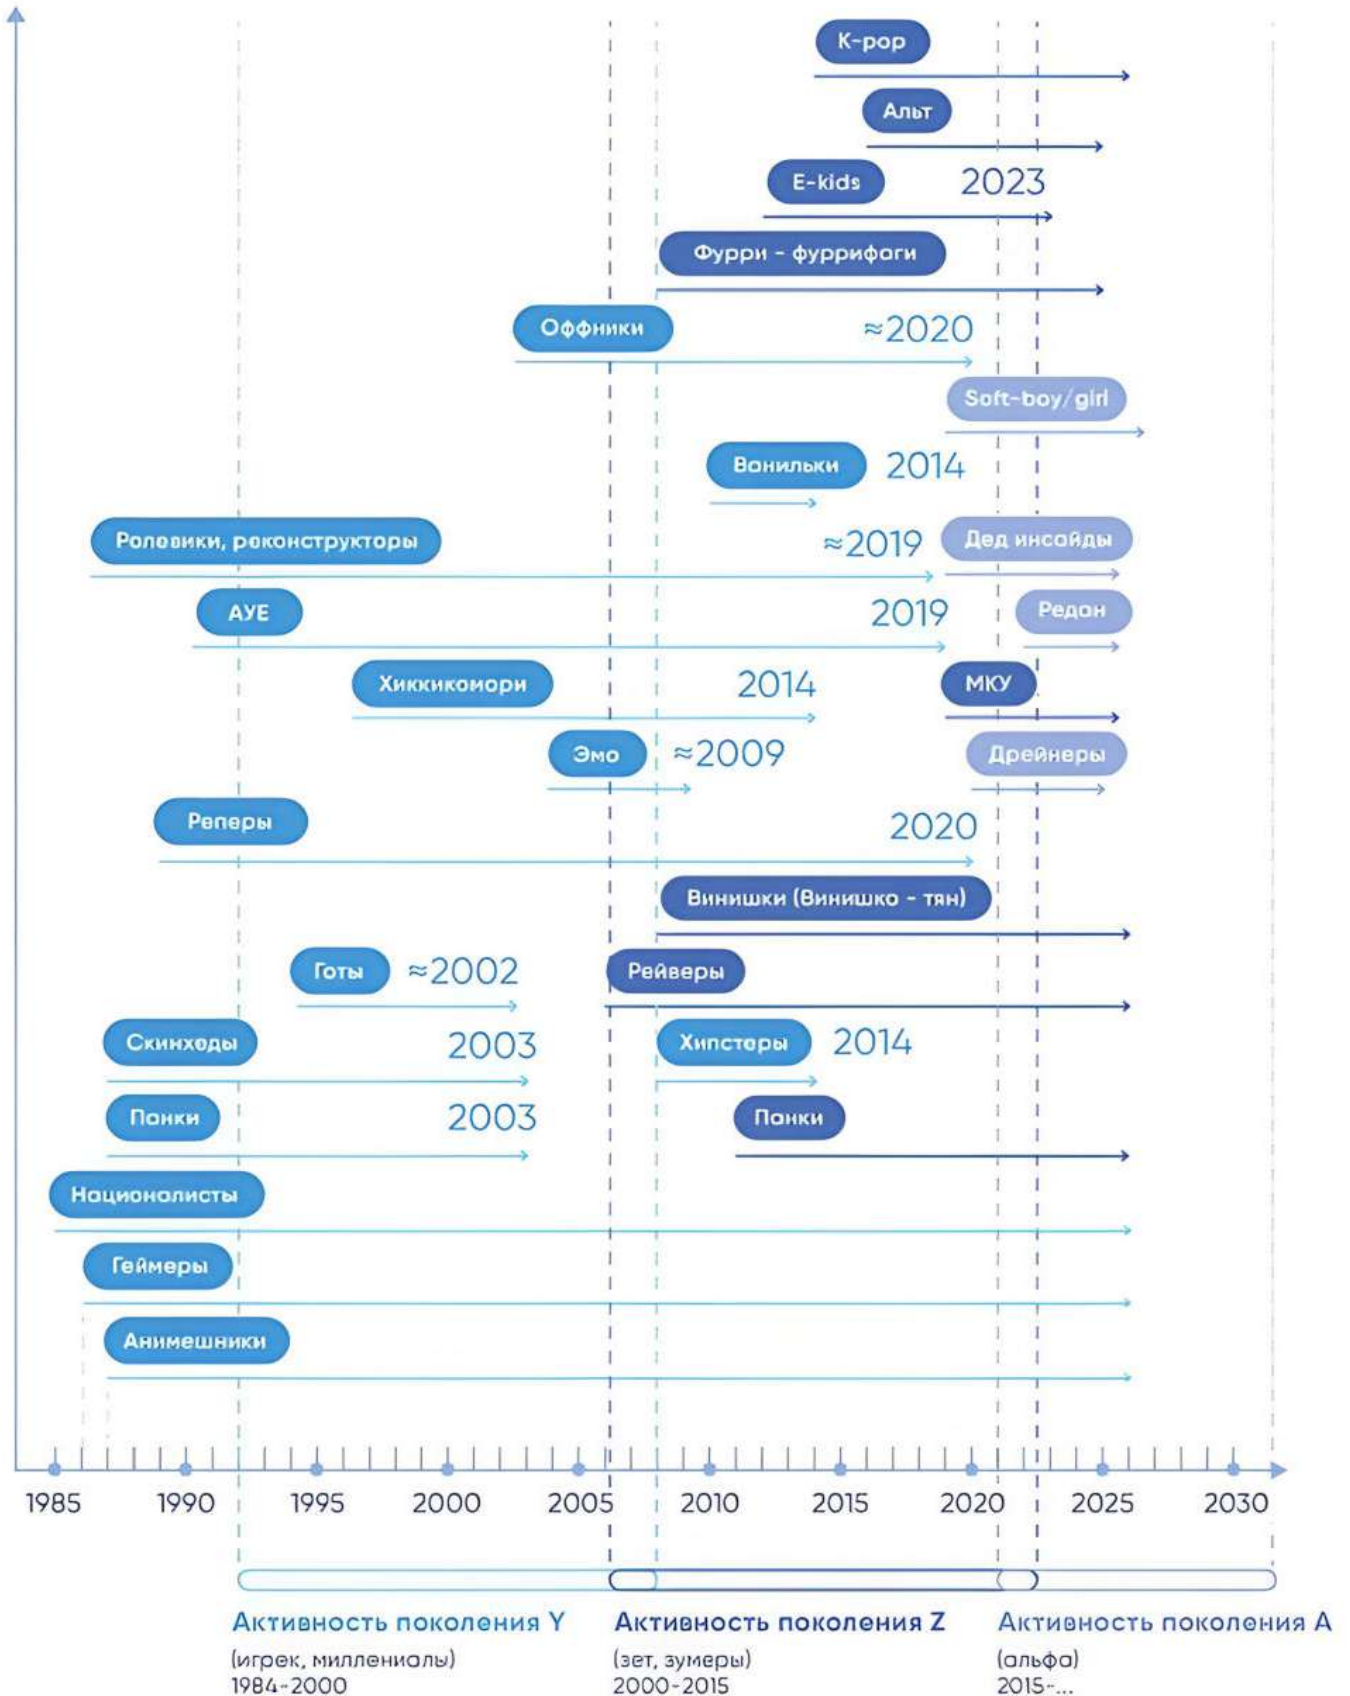 K-pop
Альт
E-kids 2023
Фурри - фуррифаги
Оффники ≈2020
Soft-boy/girl
Ванильки 2014
Ролевики, реконструкторы ≈2019 Дед инсайды
АУЕ 2019 Редан
Хиккикомори 2014 МКУ
Эмо ≈2009 Дрейнеры
Реперы 2020
Винишки (Винишко - тян)
Готы ≈2002 Рейверы
Скинхеды 2003 Хипстеры 2014
Панки 2003 Панки
Националисты
Геймеры
Анимешники
1985 1990 1995 2000 2005 2010 2015 2020 2025 2030
Активность поколения Y
(игрек, миллениалы)
1984-2000
Активность поколения Z
(зет, зумеры)
2000-2015
Активность поколения А
(альфа)
2015-...